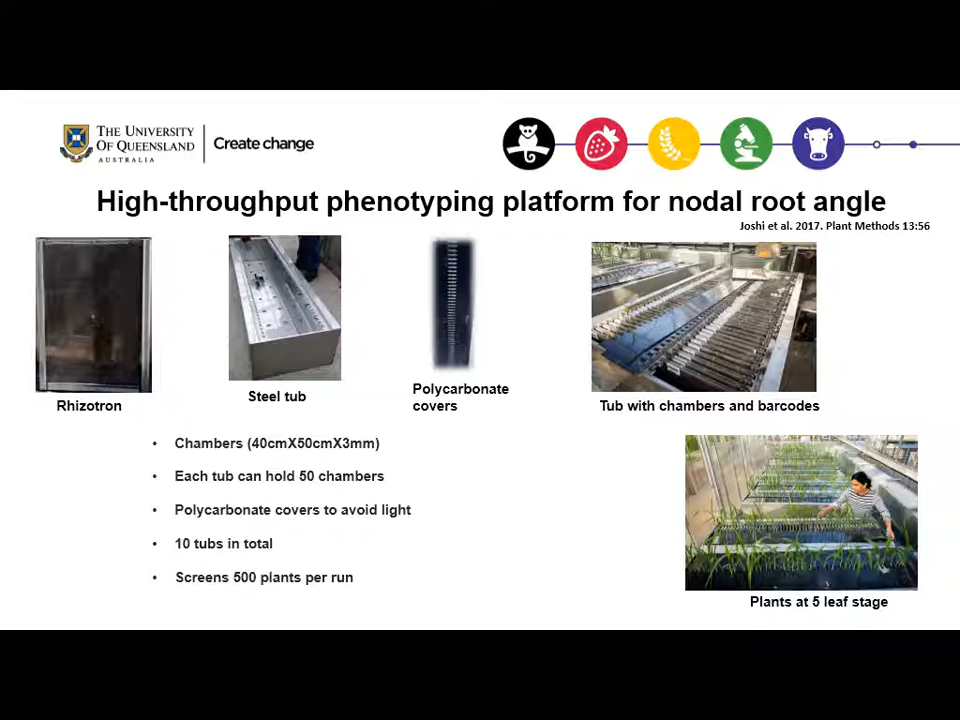 THE UNIVERSITY
OF QUEENSLAND
AUSTRALIA
Create change
High-throughput phenotyping platform for nodal root angle
Joshi et al. 2017. Plant Methods 13:56
Rhizotron
Steel tub
Polycarbonate
covers
Tub with chambers and barcodes
• Chambers (40cmX50cmX3mm)
• Each tub can hold 50 chambers
• Polycarbonate covers to avoid light
• 10 tubs in total
• Screens 500 plants per run
Plants at 5 leaf stage